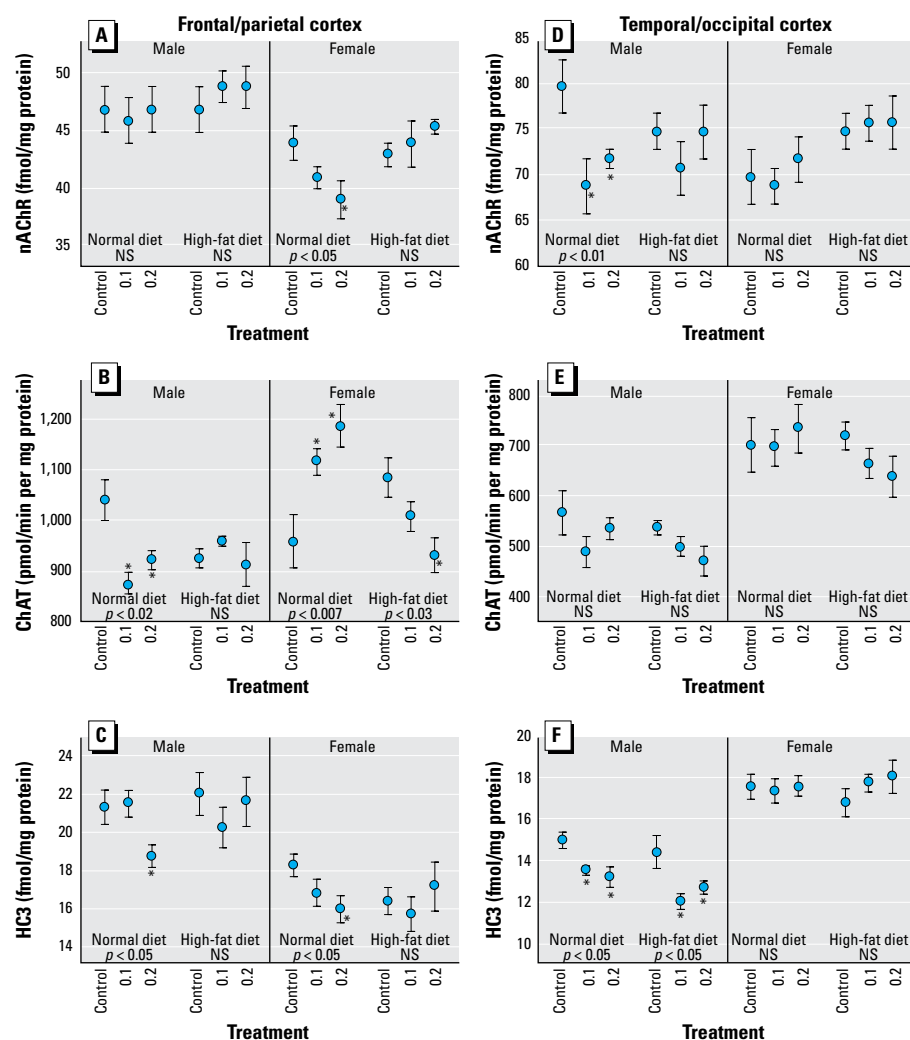 Frontal/parietal cortex
A
Male
Female
nAChR (fmol/mg protein)
50
45
40
35
Normal diet
NS
High-fat diet
NS
Normal diet
p < 0.05
*
High-fat diet
NS
Control
0.1
0.2
Control
0.1
0.2
Control
0.1
0.2
Control
0.1
0.2
Treatment
B
Male
Female
ChAT (pmol/min per mg protein)
1,200
1,100
1,000
900
800
*
*
*
*
*
Normal diet
p < 0.02
High-fat diet
NS
Normal diet
p < 0.007
High-fat diet
p < 0.03
Control
0.1
0.2
Control
0.1
0.2
Control
0.1
0.2
Control
0.1
0.2
Treatment
C
Male
Female
HC3 (fmol/mg protein)
24
22
20
18
16
14
*
*
Normal diet
p < 0.05
High-fat diet
NS
Normal diet
p < 0.05
High-fat diet
NS
Control
0.1
0.2
Control
0.1
0.2
Control
0.1
0.2
Control
0.1
0.2
Treatment
Temporal/occipital cortex
D
Male
Female
nAChR (fmol/mg protein)
85
80
75
70
65
60
*
*
Normal diet
p < 0.01
High-fat diet
NS
Normal diet
NS
High-fat diet
NS
Control
0.1
0.2
Control
0.1
0.2
Control
0.1
0.2
Control
0.1
0.2
Treatment
E
Male
Female
ChAT (pmol/min per mg protein)
800
700
600
500
400
Normal diet
NS
High-fat diet
NS
Normal diet
NS
High-fat diet
NS
Control
0.1
0.2
Control
0.1
0.2
Control
0.1
0.2
Control
0.1
0.2
Treatment
F
Male
Female
HC3 (fmol/mg protein)
20
18
16
14
12
10
*
*
*
*
Normal diet
p < 0.05
High-fat diet
p < 0.05
Normal diet
NS
High-fat diet
NS
Control
0.1
0.2
Control
0.1
0.2
Control
0.1
0.2
Control
0.1
0.2
Treatment